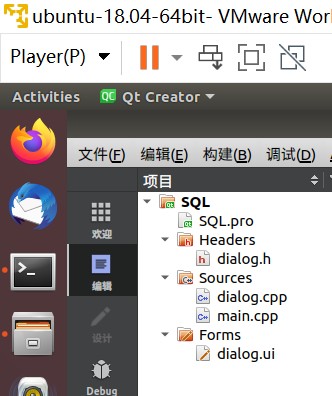 ubuntu-18.04-64bit- VMware Wor
Player(P)
Activities Qt Creator
文件(F) 编辑(E) 构建(B) 调试(D)
项目
欢迎
编辑
设计
Debug
SQL
SQL.pro
Headers
dialog.h
Sources
dialog.cpp
main.cpp
Forms
dialog.ui